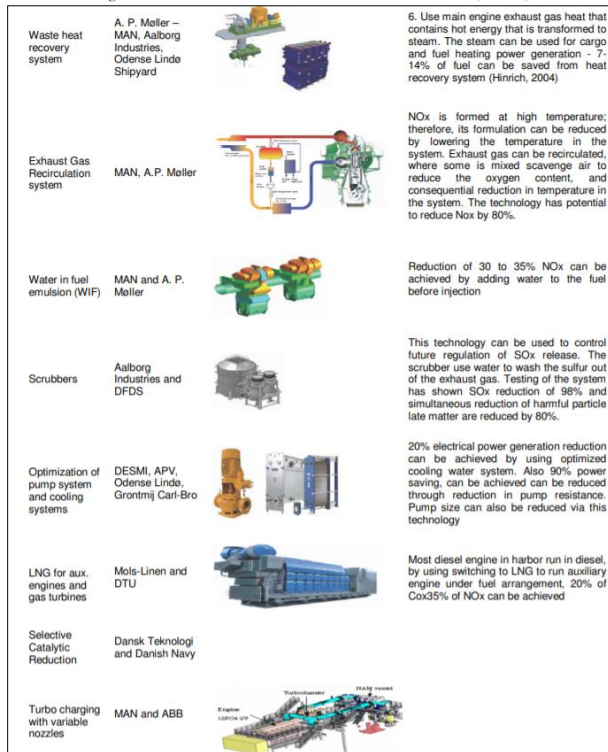 Waste heat
recovery
system
A. P. Møller –
MAN, Aalborg
Industries,
Odense Lindø
Shipyard
6. Use main engine exhaust gas heat that
contains hot energy that is transformed to
steam. The steam can be used for cargo
and fuel heating power generation - 7-
14% of fuel can be saved from heat
recovery system (Hinrich, 2004)
Exhaust Gas
Recirculation
system
MAN, A.P. Møller
NOx is formed at high temperature;
therefore, its formulation can be reduced
by lowering the temperature in the
system. Exhaust gas can be recirculated,
where some is mixed scavenge air to
reduce the oxygen content, and
consequential reduction in temperature in
the system. The technology has potential
to reduce Nox by 80%.
Water in fuel
emulsion (WIF)
MAN and A. P.
Møller
Reduction of 30 to 35% NOx can be
achieved by adding water to the fuel
before injection
Scrubbers
Aalborg
Industries and
DFDS
This technology can be used to control
future regulation of SOx release. The
scrubber use water to wash the sulfur out
of the exhaust gas. Testing of the system
has shown SOx reduction of 98% and
simultaneous reduction of harmful particle
late matter are reduced by 80%.
Optimization of
pump system
and cooling
systems
DESMI, APV,
Odense Lindø,
Grontmij Carl-Bro
20% electrical power generation reduction
can be achieved by using optimized
cooling water system. Also 90% power
saving, can be achieved can be reduced
through reduction in pump resistance.
Pump size can also be reduced via this
technology
LNG for aux.
engines and
gas turbines
Mols-Linen and
DTU
Most diesel engine in harbor run in diesel,
by using switching to LNG to run auxiliary
engine under fuel arrangement, 20% of
Cox35% of NOx can be achieved
Selective
Catalytic
Reduction
Dansk Teknologi
and Danish Navy
Turbo charging
with variable
nozzles
MAN and ABB
Turbocharger
HAM vessel
Engine
12PC4-2V